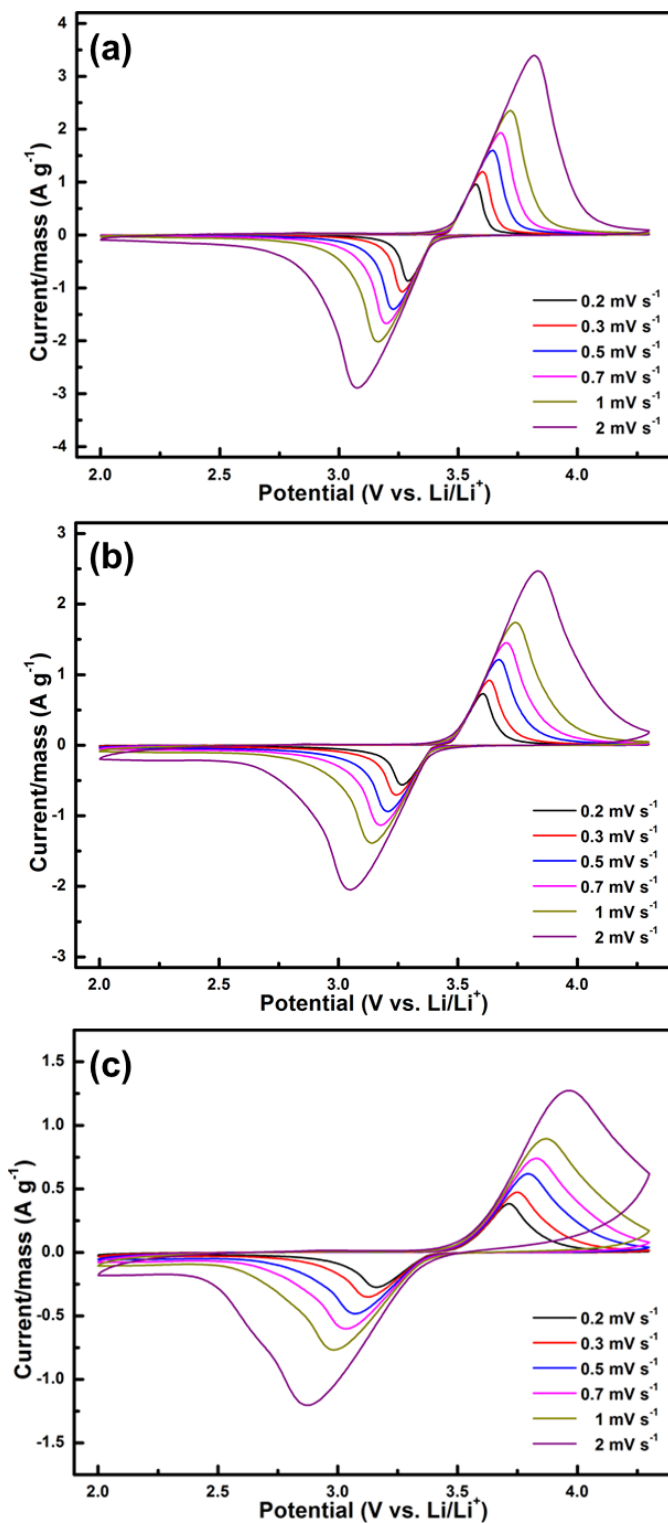 (a)
Current/mass (A g⁻¹)
4
3
2
1
0
-1
-2
-3
-4
0.2 mV s⁻¹
0.3 mV s⁻¹
0.5 mV s⁻¹
0.7 mV s⁻¹
1 mV s⁻¹
2 mV s⁻¹
2.0 2.5 3.0 3.5 4.0
Potential (V vs. Li/Li⁺)
(b)
Current/mass (A g⁻¹)
3
2
1
0
-1
-2
-3
0.2 mV s⁻¹
0.3 mV s⁻¹
0.5 mV s⁻¹
0.7 mV s⁻¹
1 mV s⁻¹
2 mV s⁻¹
2.0 2.5 3.0 3.5 4.0
Potential (V vs. Li/Li⁺)
(c)
Current/mass (A g⁻¹)
1.5
1.0
0.5
0.0
-0.5
-1.0
-1.5
0.2 mV s⁻¹
0.3 mV s⁻¹
0.5 mV s⁻¹
0.7 mV s⁻¹
1 mV s⁻¹
2 mV s⁻¹
2.0 2.5 3.0 3.5 4.0
Potential (V vs. Li/Li⁺)